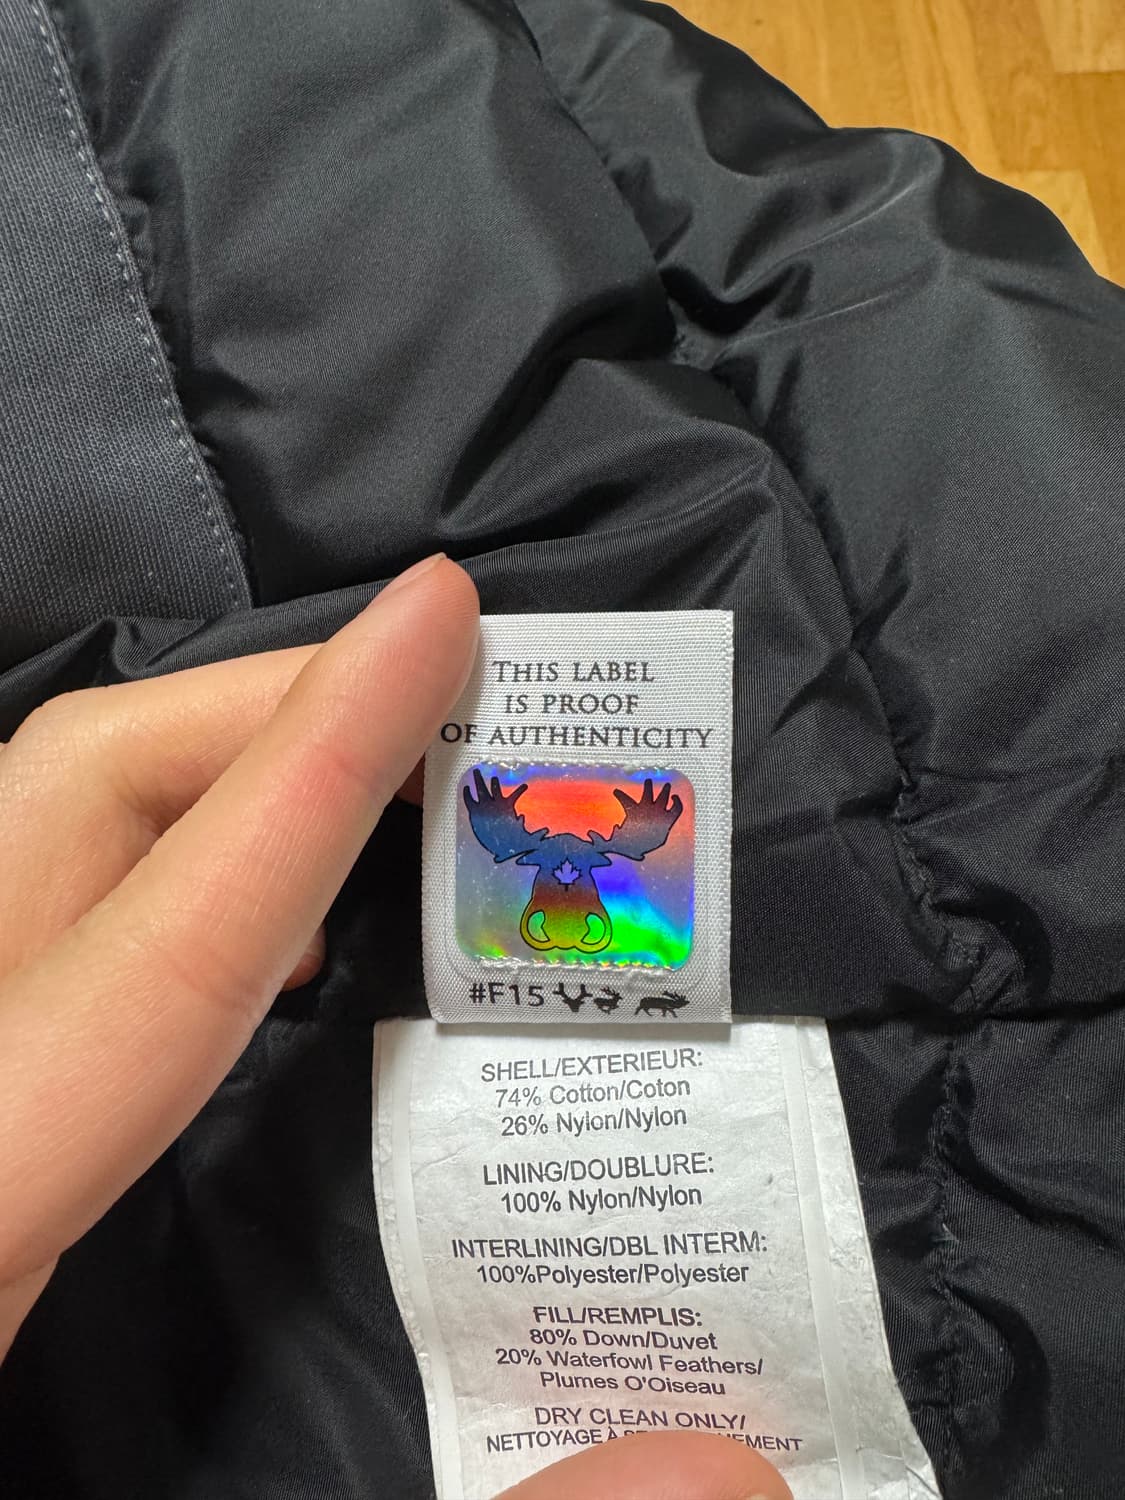 THIS LABEL
IS PROOF
OF AUTHENTICITY
#F15
SHELL/EXTERIEUR:
74% Cotton/Coton
26% Nylon/Nylon
LINING/DOUBLURE:
100% Nylon/Nylon
INTERLINING/DBL INTERM:
100%Polyester/Polyester
FILL/REMPLIS:
80% Down/Duvet
20% Waterfowl Feathers/
Plumes O'Oiseau
DRY CLEAN ONLY/
NETTOYAGE À